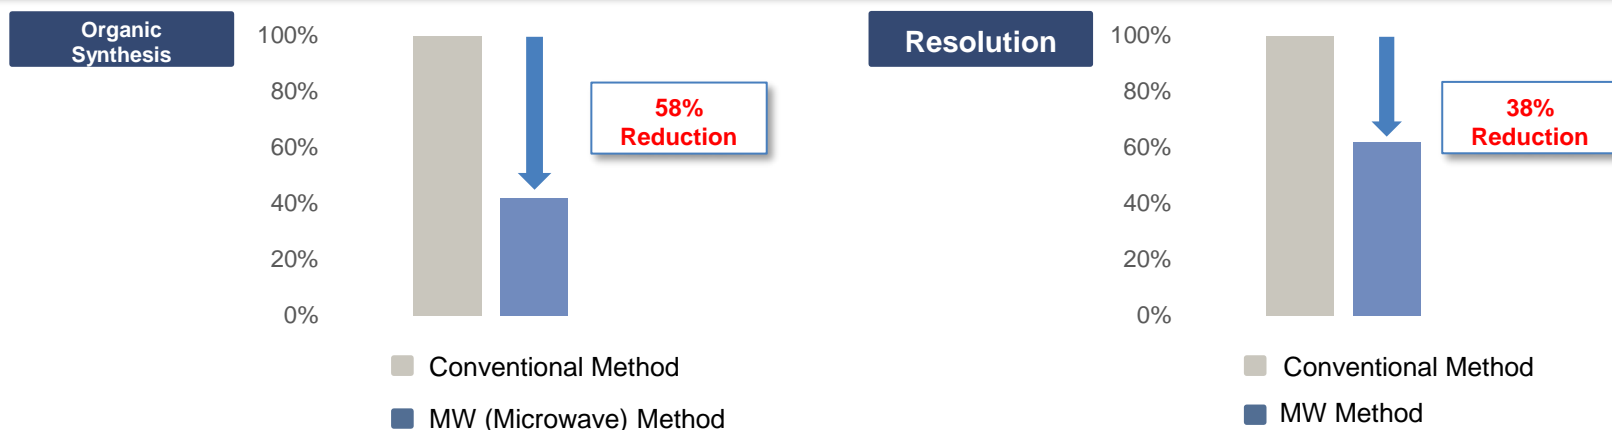 Organic
Synthesis
100%
80%
60%
40%
20%
0%
58%
Reduction
Conventional Method
MW (Microwave) Method
Resolution
100%
80%
60%
40%
20%
0%
38%
Reduction
Conventional Method
MW Method